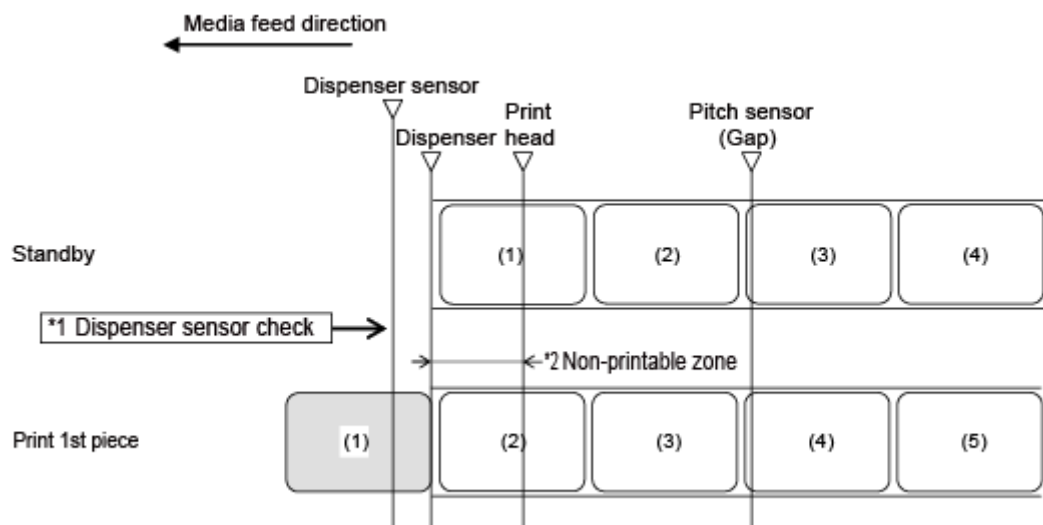 Media feed direction
Dispenser sensor
Print
head
Pitch sensor
(Gap)
Dispenser
Standby
(1)
(2)
(3)
(4)
*1 Dispenser sensor check
*2 Non-printable zone
Print 1st piece
(1)
(2)
(3)
(4)
(5)